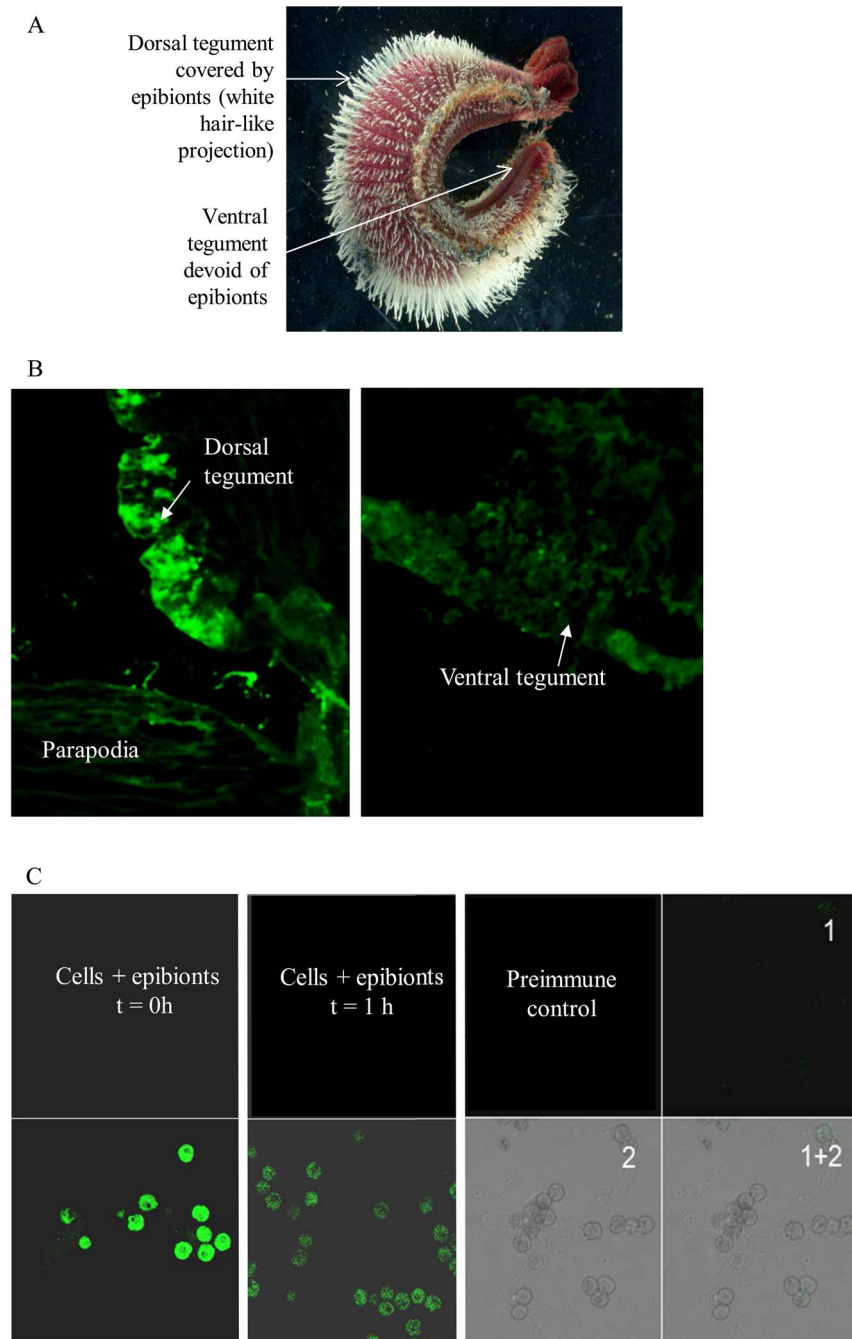 A
Dorsal tegument
covered by
epibionts (white
hair-like
projection)
Ventral
tegument
devoid of
epibionts
B
Dorsal
tegument
Parapodia
Ventral tegument
C
Cells + epibionts
t = 0h
Cells + epibionts
t = 1 h
Preimmune
control
1
2
1+2